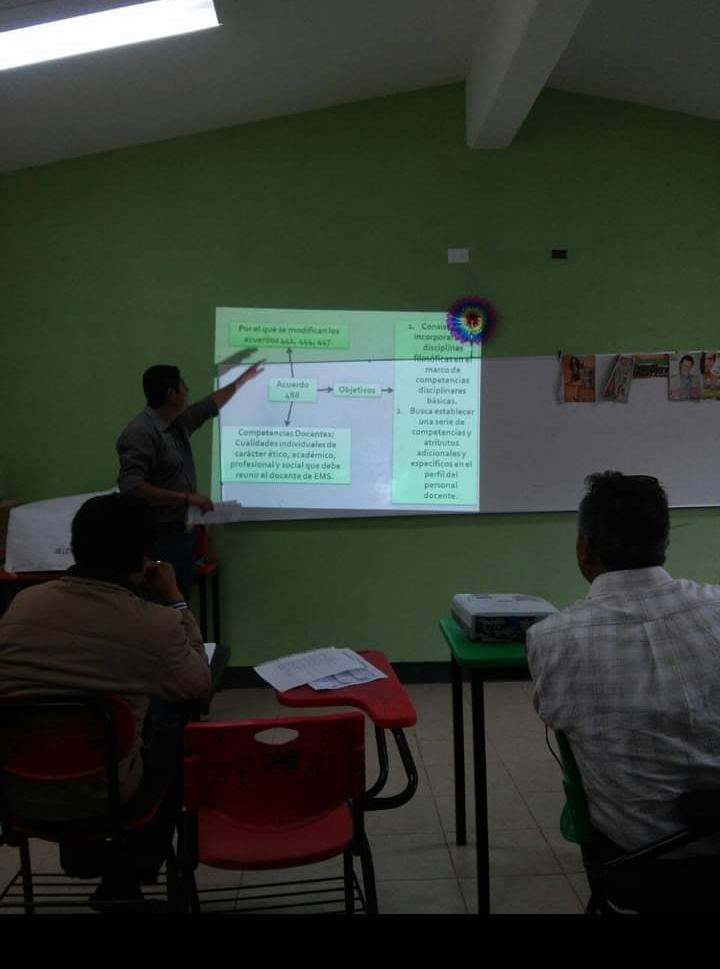 Por el que se modifican los
acuerdos 442, 444, 447.
Acuerdo
488
Objetivos
Competencias Docentes:
Cualidades individuales de
carácter ético, académico,
profesional y social que debe
reunir el docente de EMS.
1. Consiste
incorporar
disciplinas
filosóficas en el
marco de
competencias
disciplinares
básicas.
2. Busca establecer
una serie de
competencias y
atributos
adicionales y
específicos en el
perfil del
personal
docente.